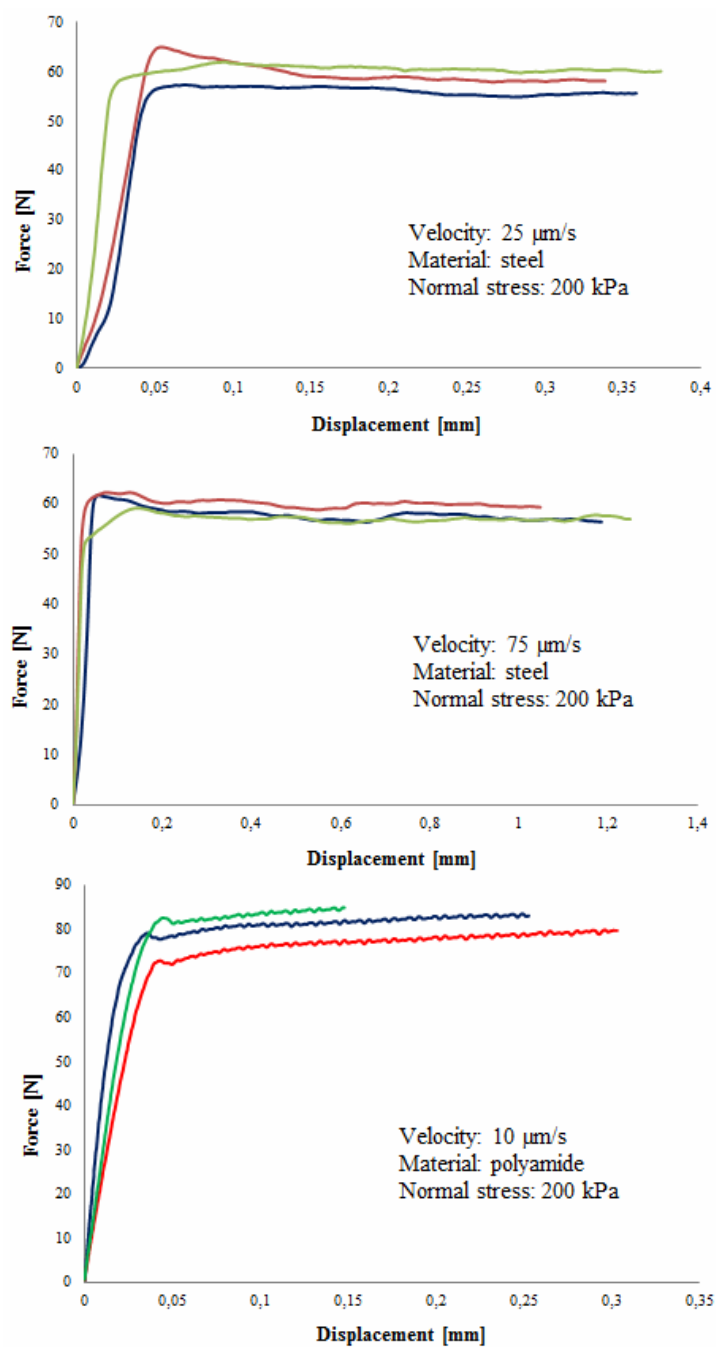 70
60
50
40
30
20
10
0
Force [N]
Velocity: 25 μm/s
Material: steel
Normal stress: 200 kPa
0 0,05 0,1 0,15 0,2 0,25 0,3 0,35 0,4
Displacement [mm]
70
60
50
40
30
20
10
0
Force [N]
Velocity: 75 μm/s
Material: steel
Normal stress: 200 kPa
0 0,2 0,4 0,6 0,8 1 1,2 1,4
Displacement [mm]
90
80
70
60
50
40
30
20
10
0
Force [N]
Velocity: 10 μm/s
Material: polyamide
Normal stress: 200 kPa
0 0,05 0,1 0,15 0,2 0,25 0,3 0,35
Displacement [mm]